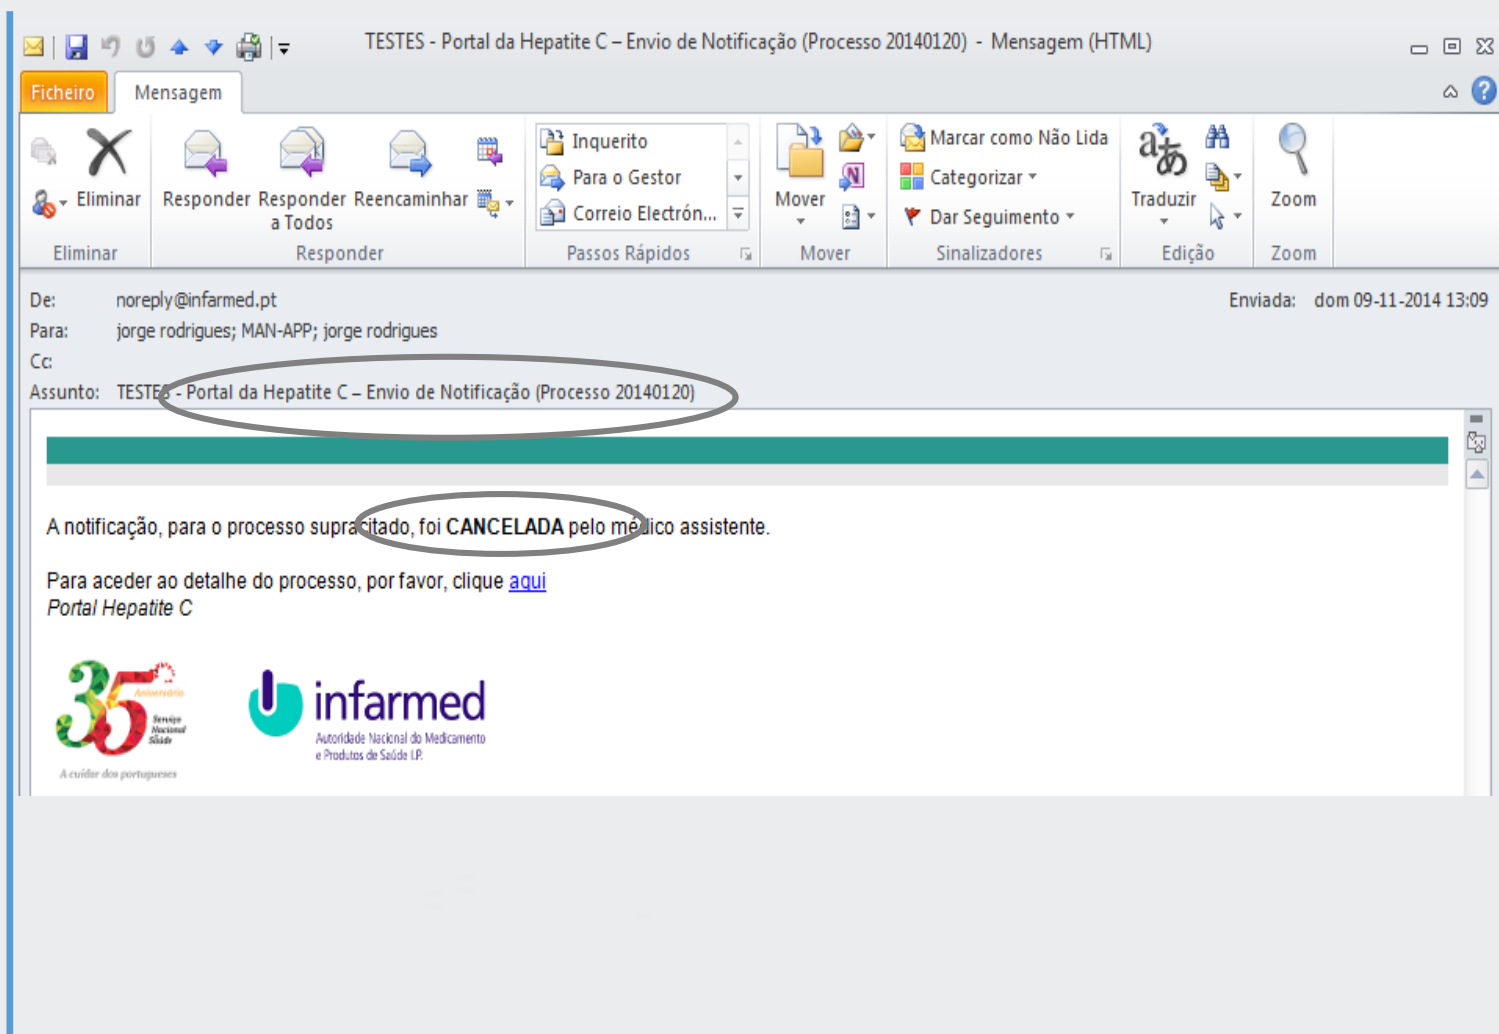 TESTES - Portal da Hepatite C – Envio de Notificação (Processo 20140120) - Mensagem (HTML)
Ficheiro Mensagem
Eliminar
Responder
Responder a Todos
Reencaminhar
Inquerito
Para o Gestor
Correio Electrón...
Mover
Marcar como Não Lida
Categorizar
Dar Seguimento
Traduzir
Zoom
Eliminar Responder Passos Rápidos Mover Sinalizadores Edição Zoom
De: noreply@infarmed.pt Enviada: dom 09-11-2014 13:09
Para: jorge rodrigues; MAN-APP; jorge rodrigues
Cc:
Assunto: TESTES - Portal da Hepatite C – Envio de Notificação (Processo 20140120)
A notificação, para o processo supracitado, foi CANCELADA pelo médico assistente.
Para aceder ao detalhe do processo, por favor, clique aqui
Portal Hepatite C
35
Aniversário
Serviço
Nacional
Saúde
A cuidar dos portugueses
infarmed
Autoridade Nacional do Medicamento
e Produtos de Saúde I.P.